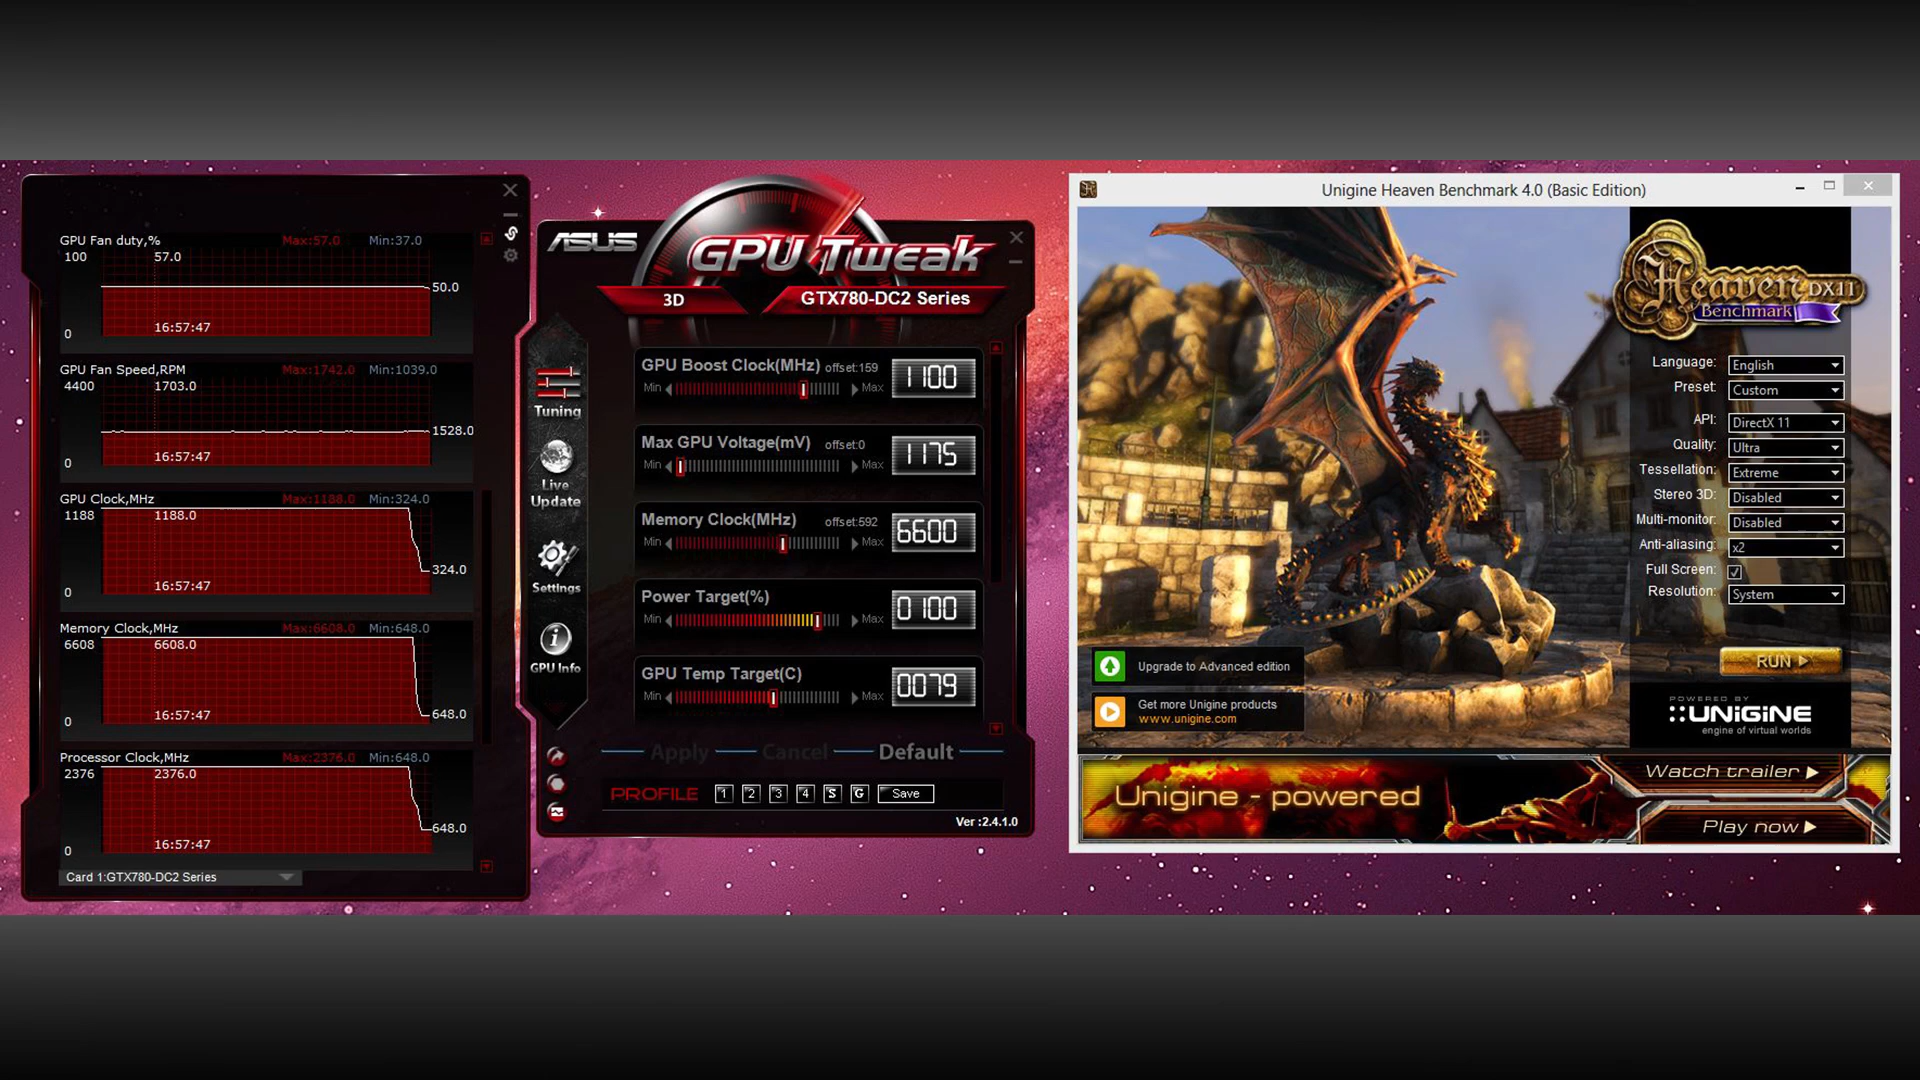 GPU Fan duty,% Max:57.0 Min:37.0
100 57.0
50.0
0 16:57:47
GPU Fan Speed,RPM Max:1742.0 Min:1039.0
4400 1703.0
1528.0
0 16:57:47
GPU Clock,MHz Max:1188.0 Min:324.0
1188 1188.0
324.0
0 16:57:47
Memory Clock,MHz Max:6608.0 Min:648.0
6608 6608.0
648.0
0 16:57:47
Processor Clock,MHz Max:2376.0 Min:648.0
2376 2376.0
648.0
0 16:57:47
Card 1:GTX780-DC2 Series
ASUS
GPU Tweak
3D
GTX780-DC2 Series
Tuning
Live
Update
Settings
GPU Info
GPU Boost Clock(MHz) offset:159 1100
Min Max
Max GPU Voltage(mV) offset:0 1175
Min Max
Memory Clock(MHz) offset:592 6600
Min Max
Power Target(%) 0100
Min Max
GPU Temp Target(C) 0079
Min Max
Apply Cancel Default
PROFILE 1 2 3 4 S G Save
Ver :2.4.1.0
Unigine Heaven Benchmark 4.0 (Basic Edition)
Heaven DX11
Benchmark
Language: English
Preset: Custom
API: DirectX 11
Quality: Ultra
Tessellation: Extreme
Stereo 3D: Disabled
Multi-monitor: Disabled
Anti-aliasing: x2
Full Screen:
Resolution: System
RUN
Upgrade to Advanced edition
Get more Unigine products
www.unigine.com
POWERED BY
UNIGINE
engine of virtual worlds
Unigine - powered
Watch trailer
Play now